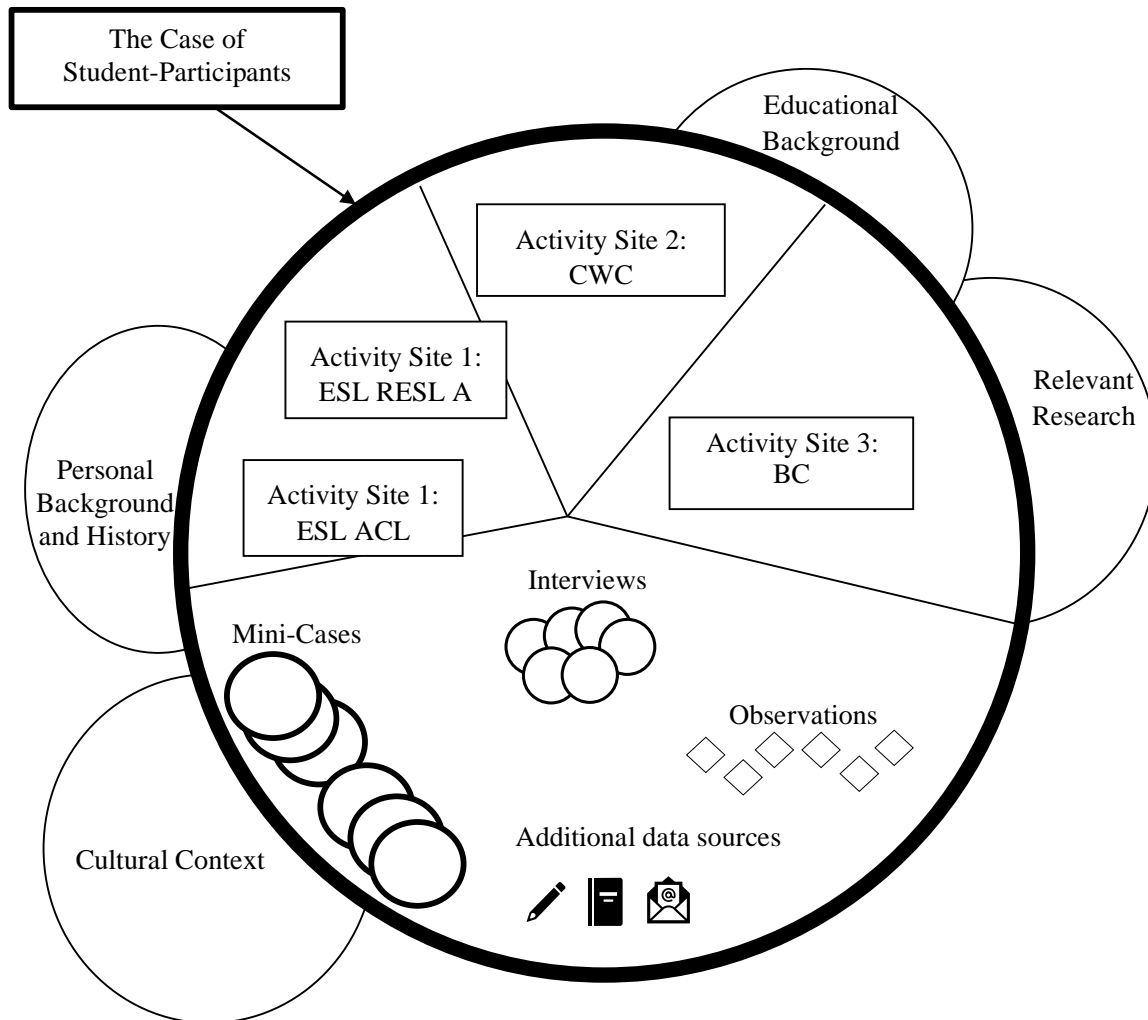 The Case of
Student-Participants
Educational
Background
Activity Site 2:
CWC
Activity Site 1:
ESL RESL A
Relevant
Research
Activity Site 3:
BC
Personal
Background
and History
Activity Site 1:
ESL ACL
Interviews
Mini-Cases
Observations
Additional data sources
Cultural Context
@